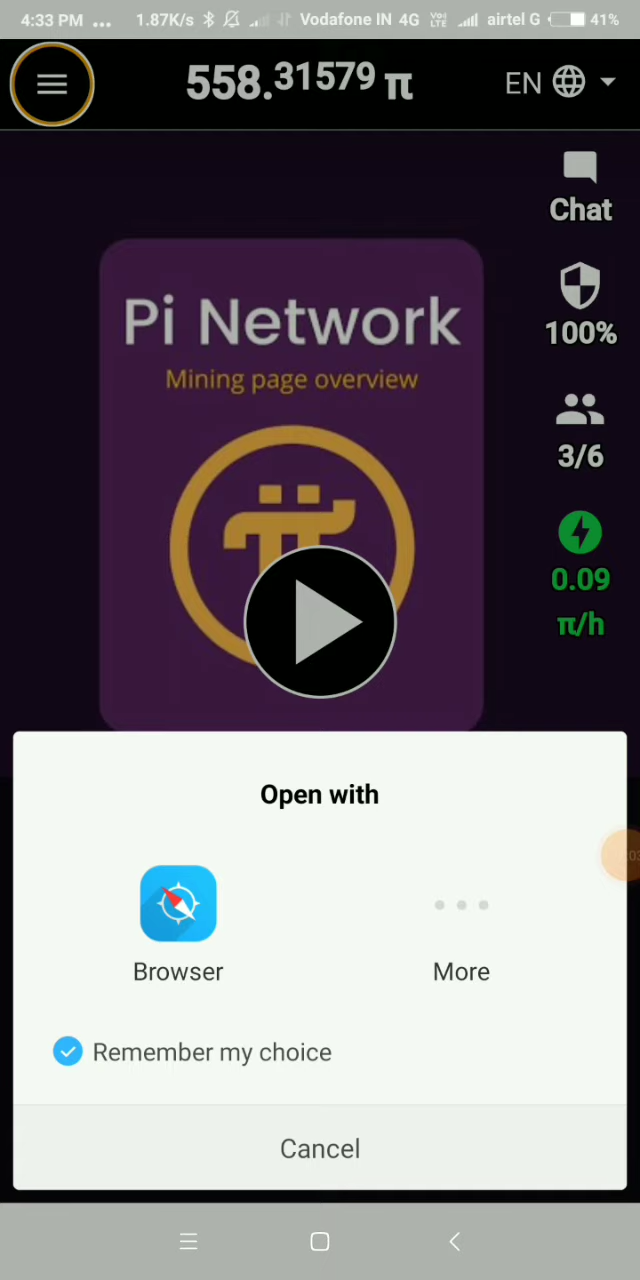 4:33 PM ... 1.87K/s Vodafone IN 4G VoLTE airtel G 41%
558.31579 π EN
Chat
100%
Pi Network
Mining page overview
3/6
0.09
π/h
Open with
Browser
More
Remember my choice
Cancel